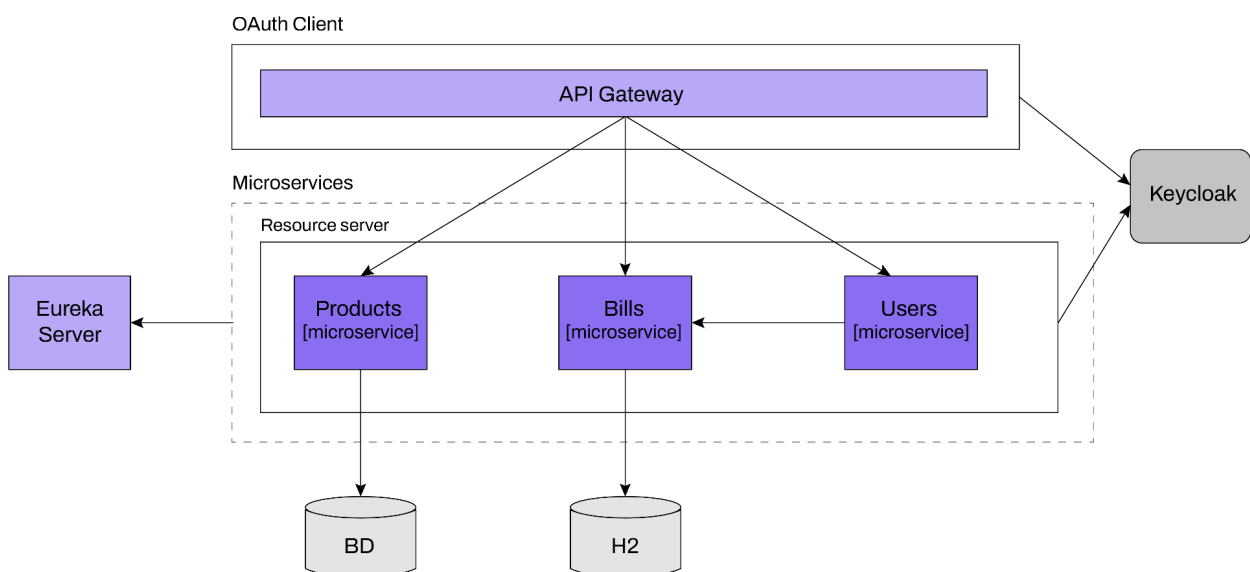 OAuth Client
API Gateway
Microservices
Keycloak
Resource server
Eureka
Server
Products
[microservice]
Bills
[microservice]
Users
[microservice]
BD
H2